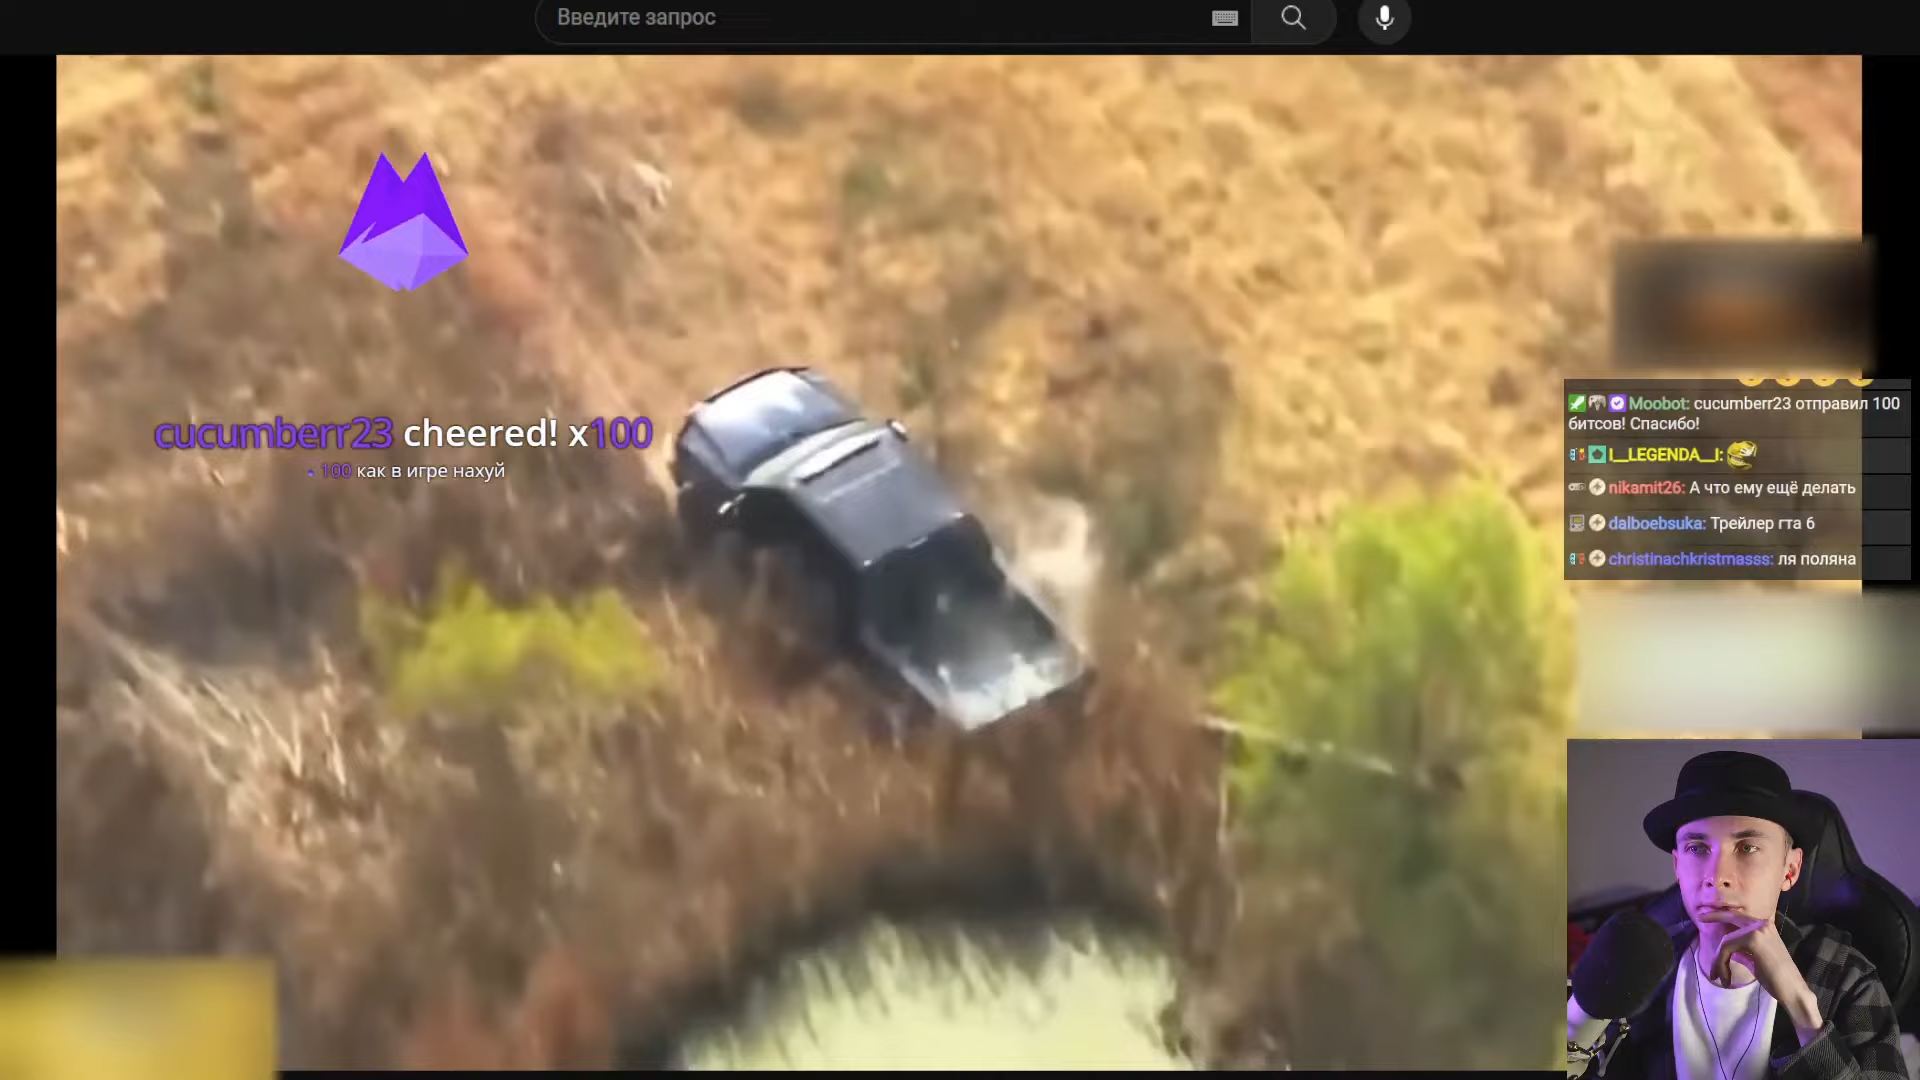 Введите запрос
cucumberr23 cheered! x100
100 как в игре нахуй
Moobot: cucumberr23 отправил 100
битсов! Спасибо!
I__LEGENDA__I:
nikamit26: А что ему ещё делать
dalboebsuka: Трейлер гта 6
christinachkristmasss: ля поляна